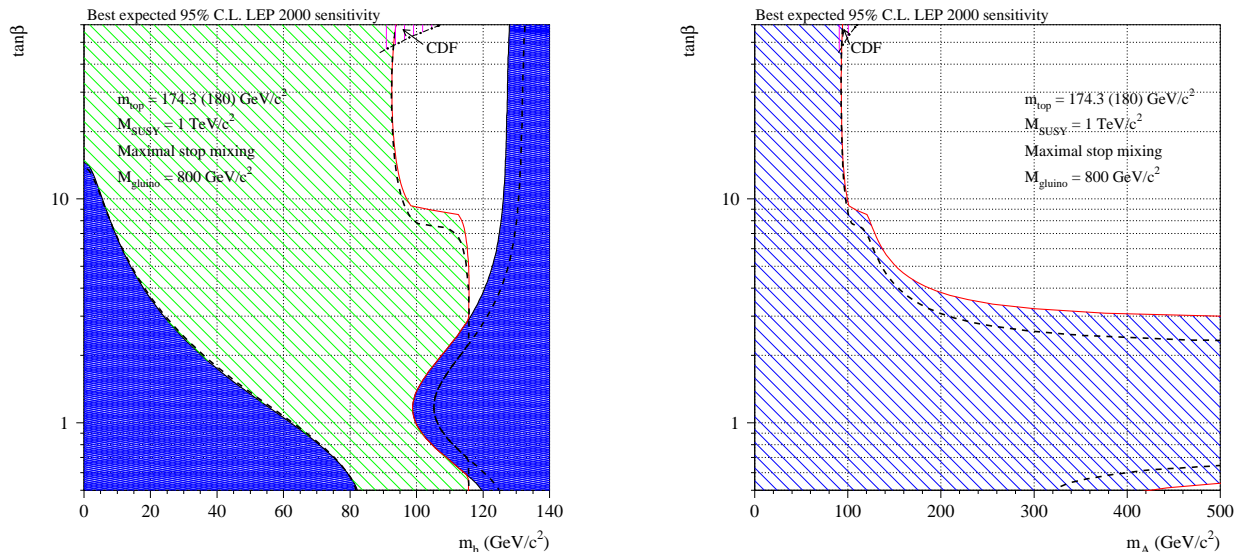 Best expected 95% C.L. LEP 2000 sensitivity
tanβ
CDF
m_top = 174.3 (180) GeV/c²
M_SUSY = 1 TeV/c²
Maximal stop mixing
M_gluino = 800 GeV/c²
10
1
0 20 40 60 80 100 120 140
m_h (GeV/c²)
Best expected 95% C.L. LEP 2000 sensitivity
tanβ
CDF
m_top = 174.3 (180) GeV/c²
M_SUSY = 1 TeV/c²
Maximal stop mixing
M_gluino = 800 GeV/c²
10
1
0 100 200 300 400 500
m_A (GeV/c²)